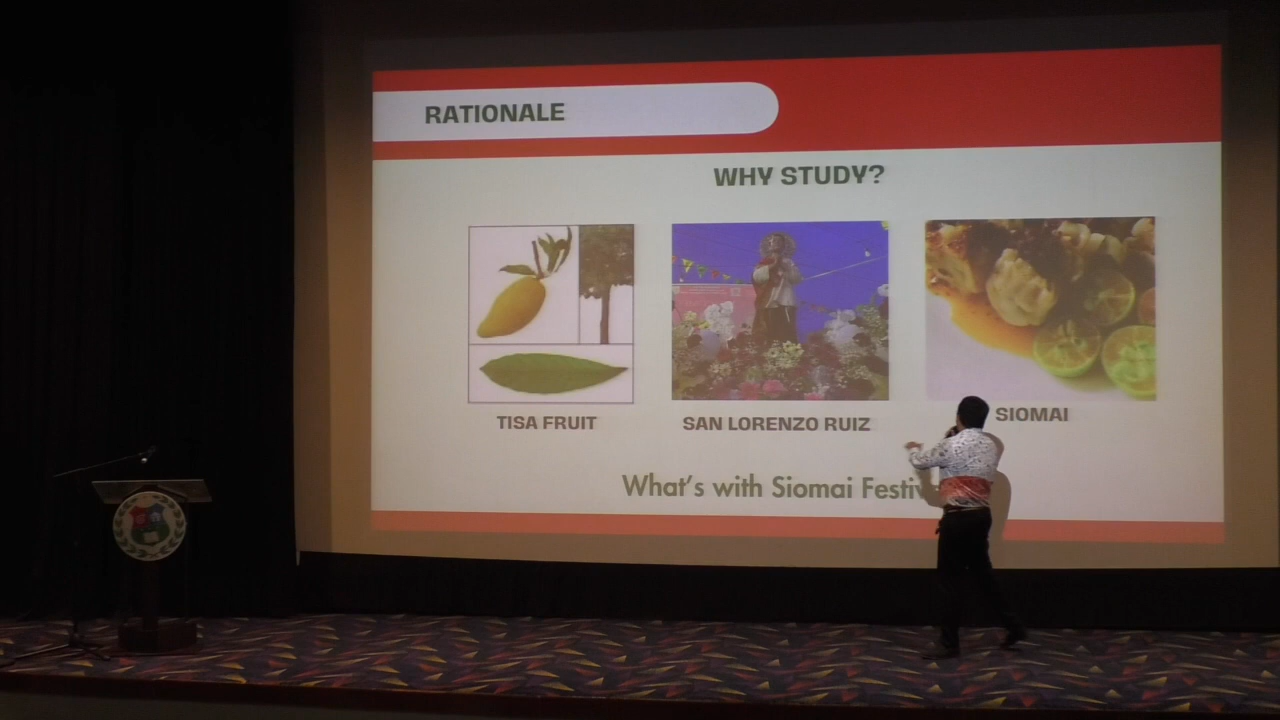 RATIONALE
WHY STUDY?
TISA FRUIT
SAN LORENZO RUIZ
SIOMAI
What's with Siomai